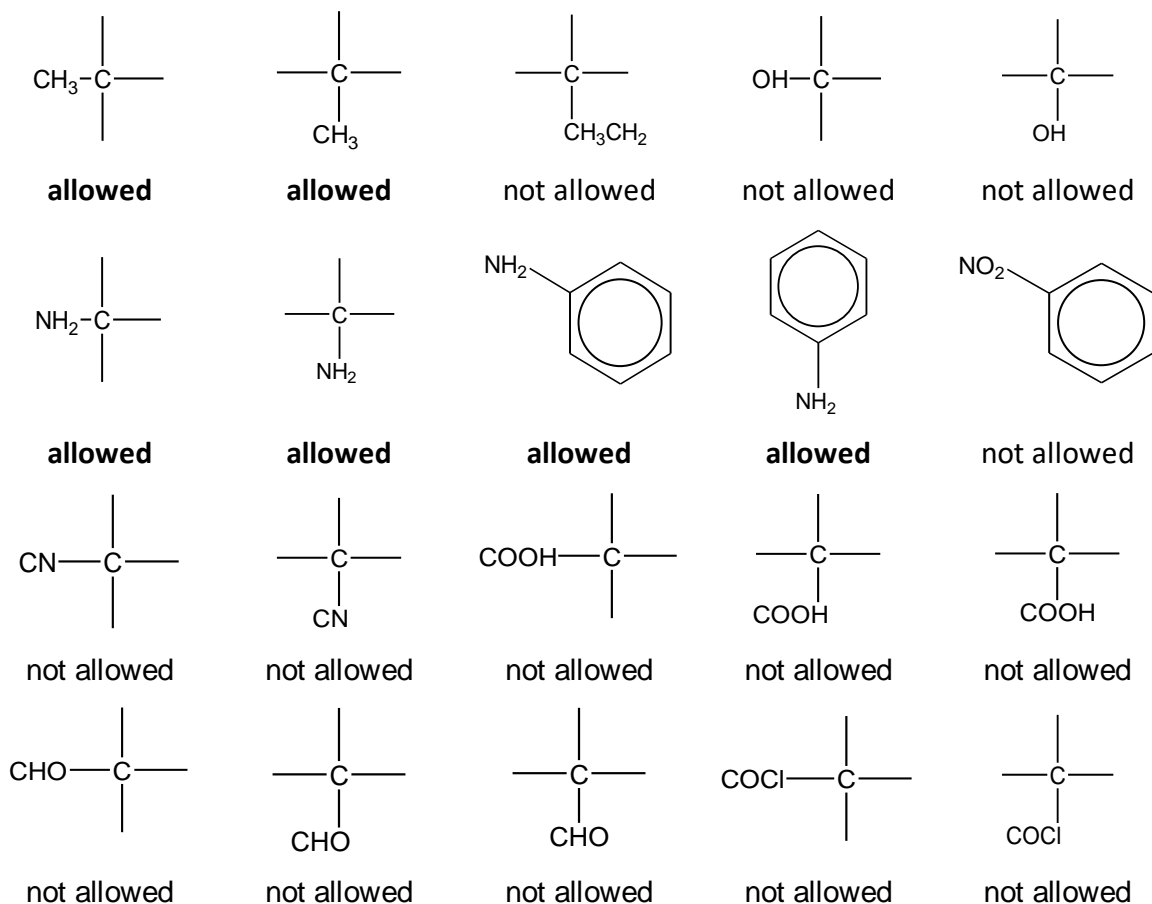 CH₃ C C C OH C C
CH₃ CH₃CH₂ OH
allowed allowed not allowed not allowed not allowed
NH₂ NO₂
NH₂ C C
NH₂ NH₂
allowed allowed allowed allowed not allowed
CN C C COOH C C C
CN COOH COOH
not allowed not allowed not allowed not allowed not allowed
CHO C C C COCl C C
CHO CHO COCl
not allowed not allowed not allowed not allowed not allowed